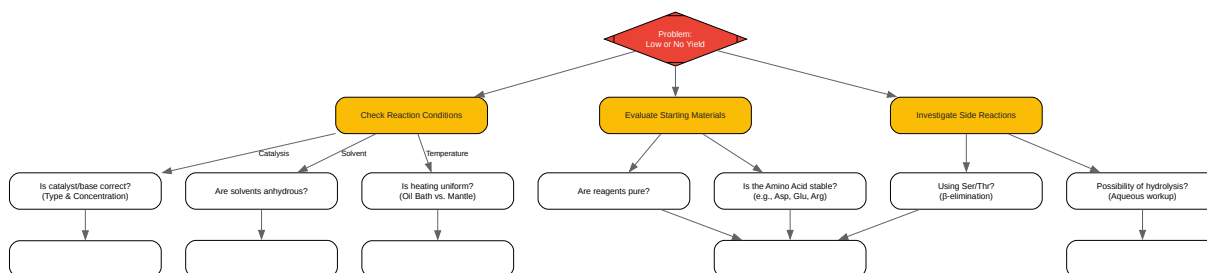 Problem:
Low or No Yield
Check Reaction Conditions
Evaluate Starting Materials
Investigate Side Reactions
Catalysis
Solvent
Temperature
Is catalyst/base correct?
(Type & Concentration)
Are solvents anhydrous?
Is heating uniform?
(Oil Bath vs. Mantle)
Are reagents pure?
Is the Amino Acid stable?
(e.g., Asp, Glu, Arg)
Using Ser/Thr?
(β-elimination)
Possibility of hydrolysis?
(Aqueous workup)